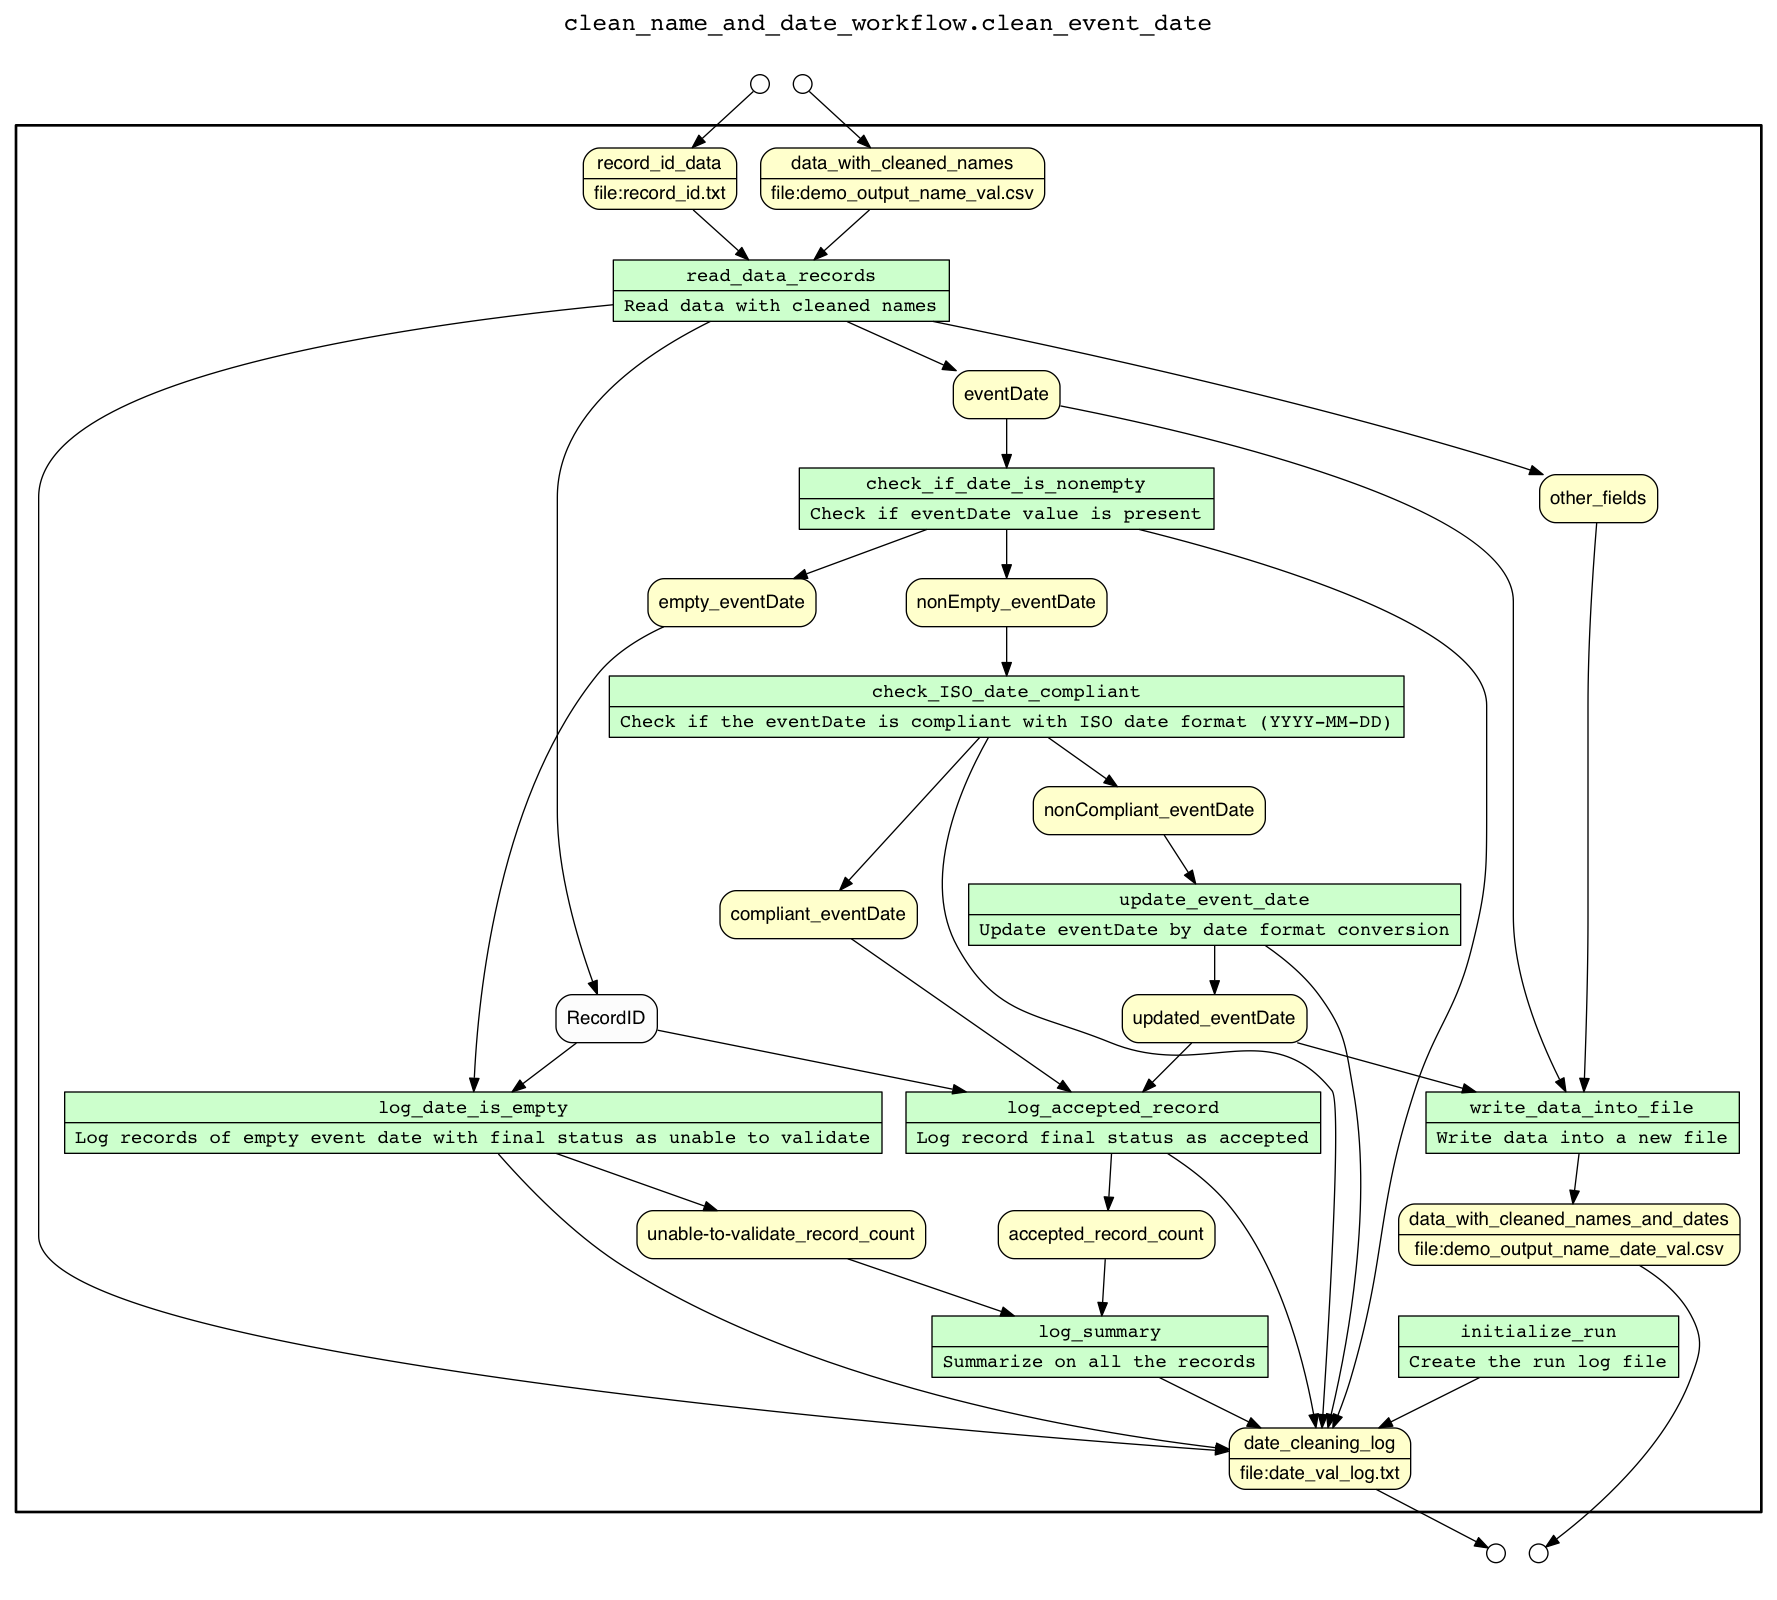 clean_name_and_date_workflow.clean_event_date
record_id_data
file:record_id.txt
data_with_cleaned_names
file:demo_output_name_val.csv
read_data_records
Read data with cleaned names
eventDate
check_if_date_is_nonempty
Check if eventDate value is present
other_fields
empty_eventDate
nonEmpty_eventDate
check_ISO_date_compliant
Check if the eventDate is compliant with ISO date format (YYYY-MM-DD)
nonCompliant_eventDate
compliant_eventDate
update_event_date
Update eventDate by date format conversion
RecordID
updated_eventDate
log_date_is_empty
Log records of empty event date with final status as unable to validate
log_accepted_record
Log record final status as accepted
write_data_into_file
Write data into a new file
unable-to-validate_record_count
accepted_record_count
data_with_cleaned_names_and_dates
file:demo_output_name_date_val.csv
log_summary
Summarize on all the records
initialize_run
Create the run log file
date_cleaning_log
file:date_val_log.txt